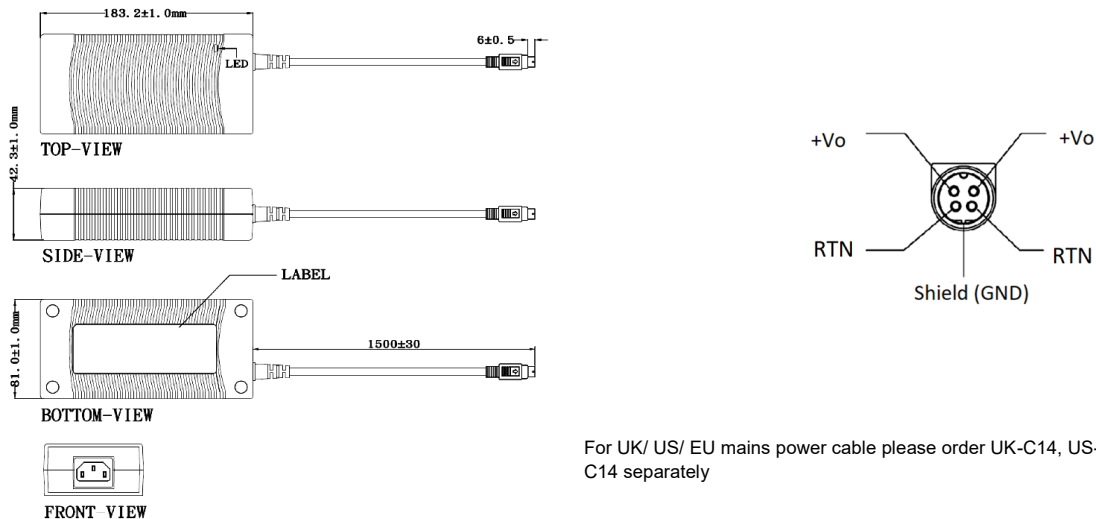 183.2±1.0mm
6±0.5
LED
TOP-VIEW
42.3±1.0mm
SIDE-VIEW
LABEL
1500±30
81.0±1.0mm
BOTTOM-VIEW
FRONT-VIEW
+Vo
+Vo
RTN
RTN
Shield (GND)
For UK/ US/ EU mains power cable please order UK-C14, US-
C14 separately